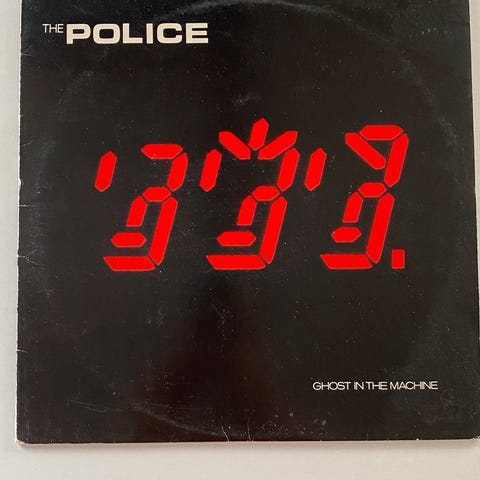 THE POLICE
GHOST IN THE MACHINE